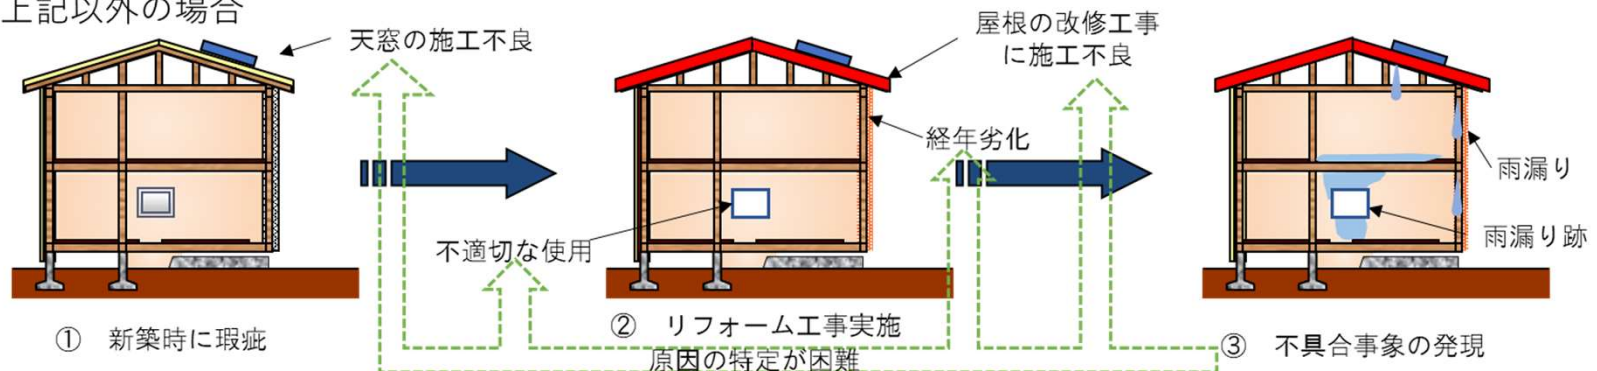 上記以外の場合
天窓の施工不良
屋根の改修工事
に施工不良
経年劣化
不適切な使用
雨漏り
雨漏り跡
① 新築時に瑕疵
② リフォーム工事実施
③ 不具合事象の発現
原因の特定が困難